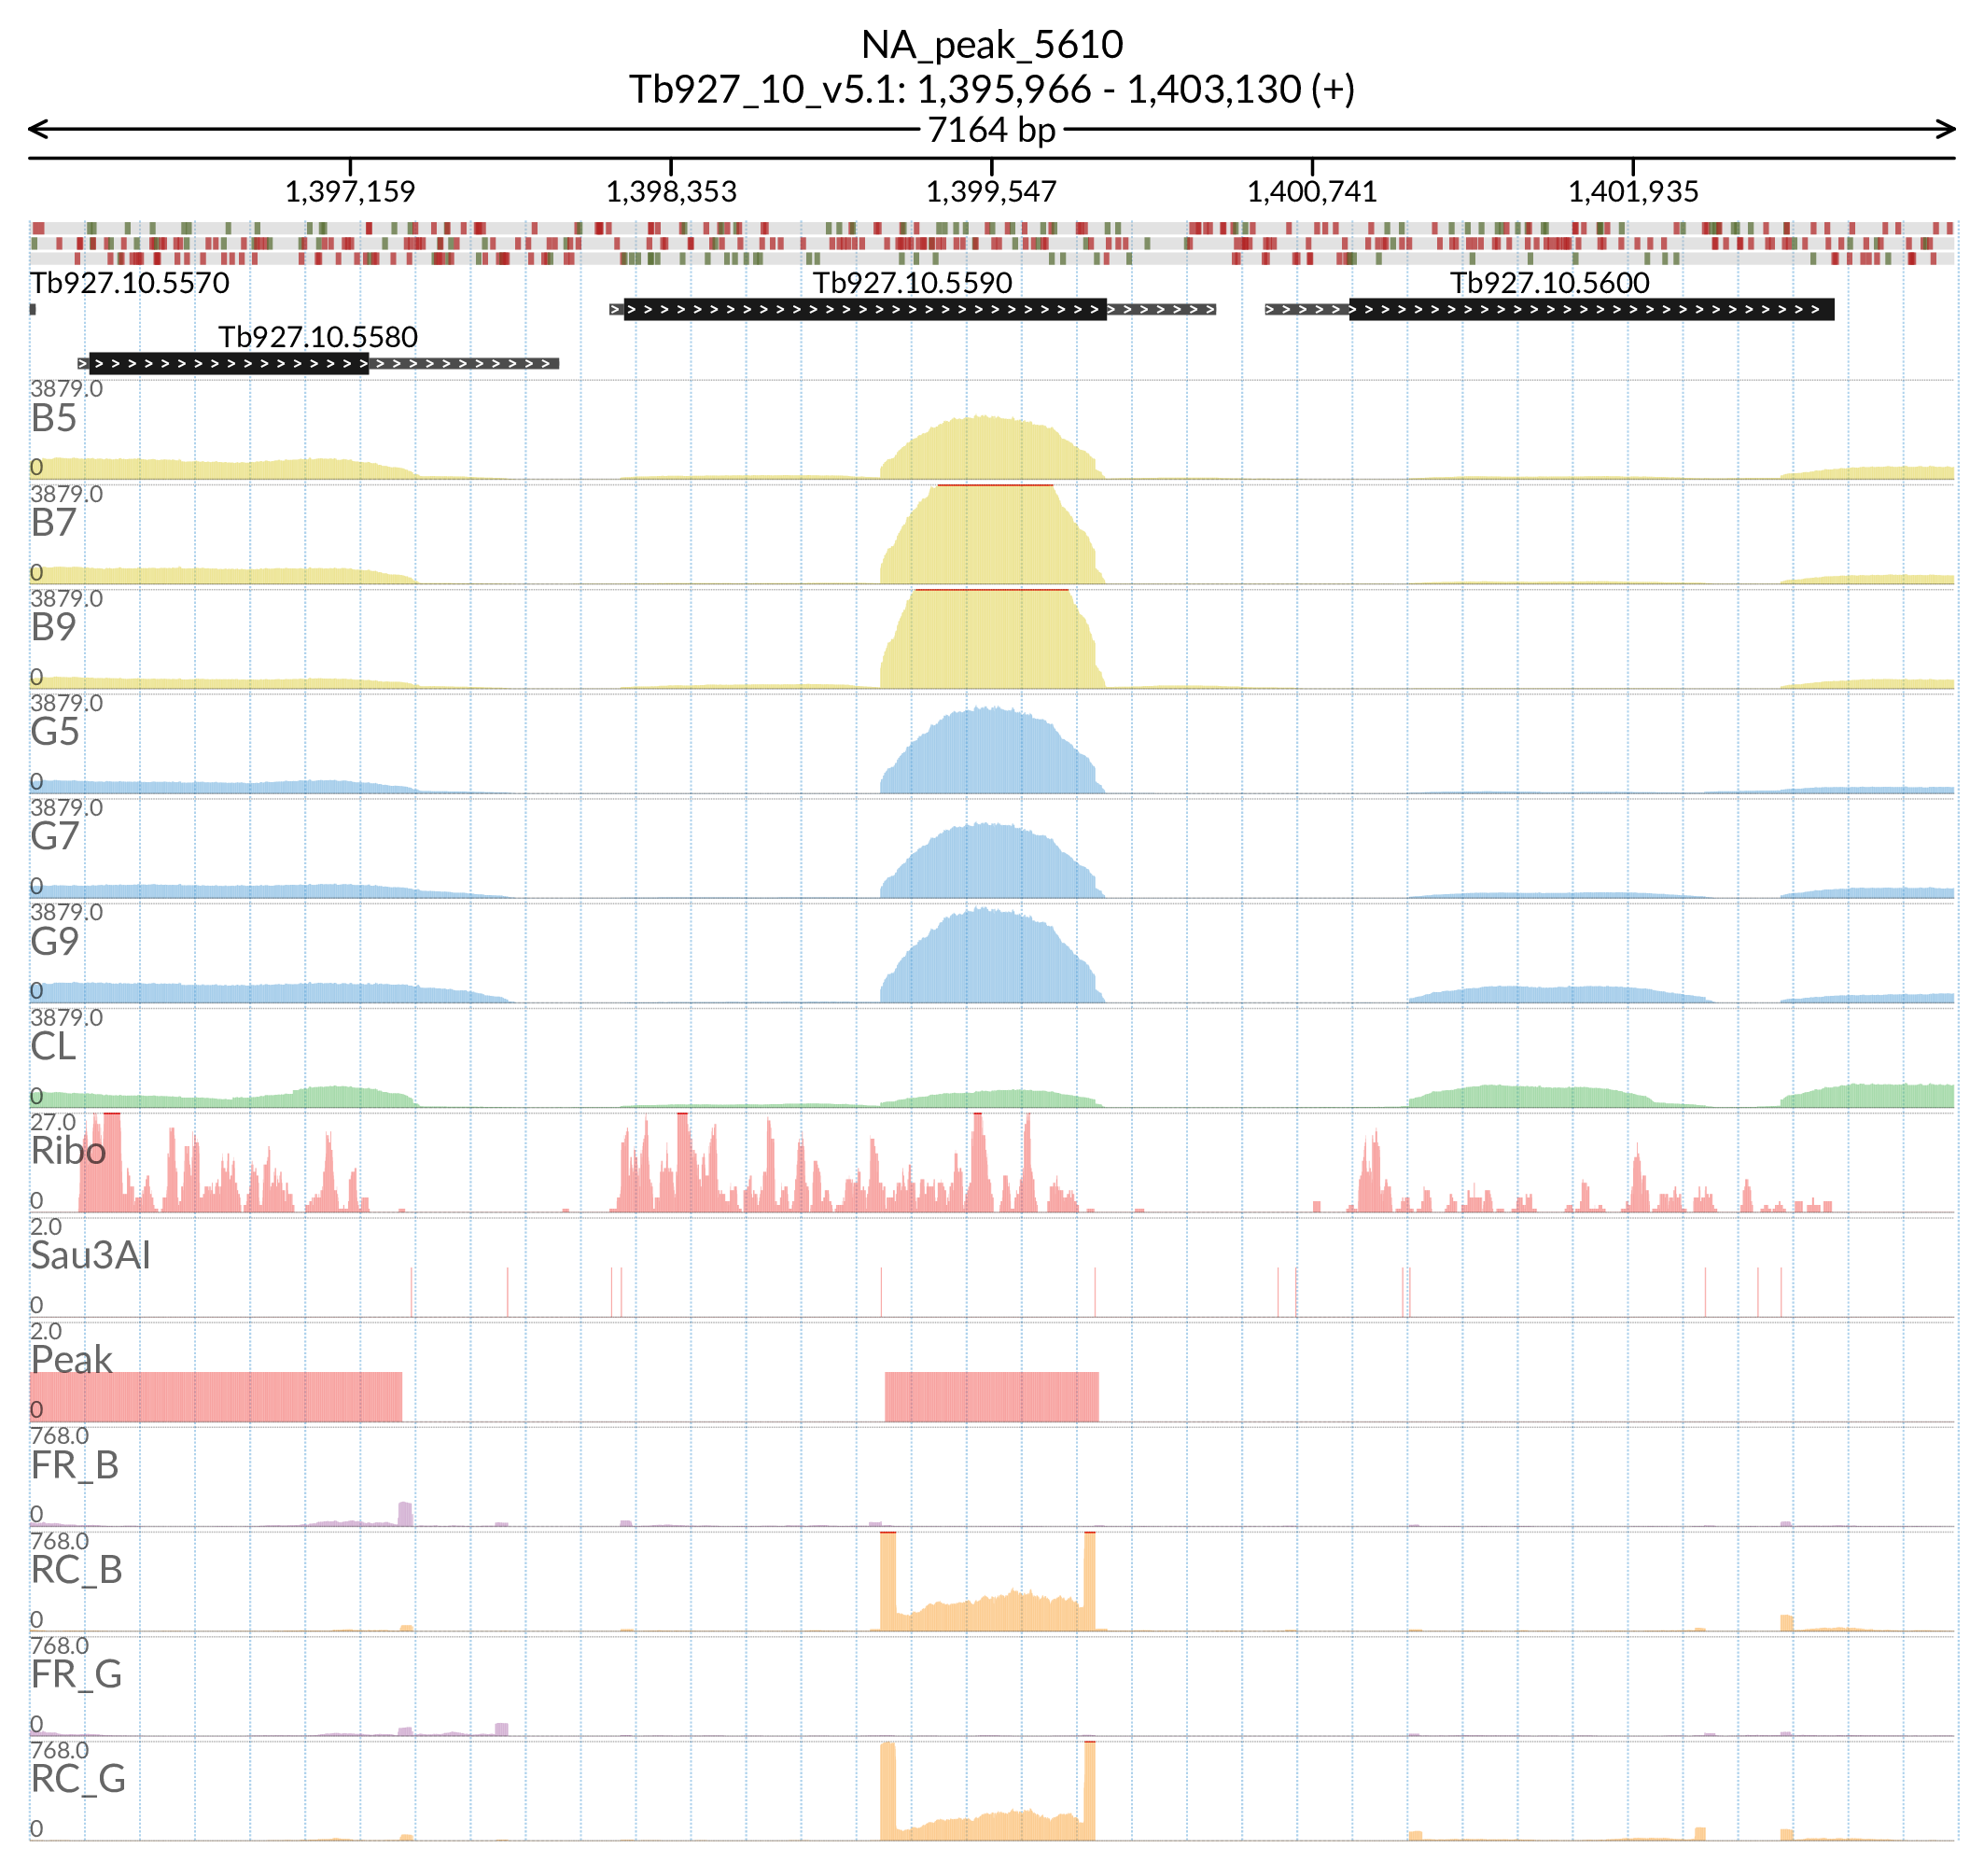 NA_peak_5610
Tb927_10_v5.1: 1,395,966 - 1,403,130 (+)
7164 bp
1,397,159 1,398,353 1,399,547 1,400,741 1,401,935
Tb927.10.5570 Tb927.10.5590 Tb927.10.5600
Tb927.10.5580
3879.0
B5
0
3879.0
B7
0
3879.0
B9
0
3879.0
G5
0
3879.0
G7
0
3879.0
G9
0
3879.0
CL
0
27.0
Ribo
0
2.0
Sau3AI
0
2.0
Peak
0
768.0
FR_B
0
768.0
RC_B
0
768.0
FR_G
0
768.0
RC_G
0